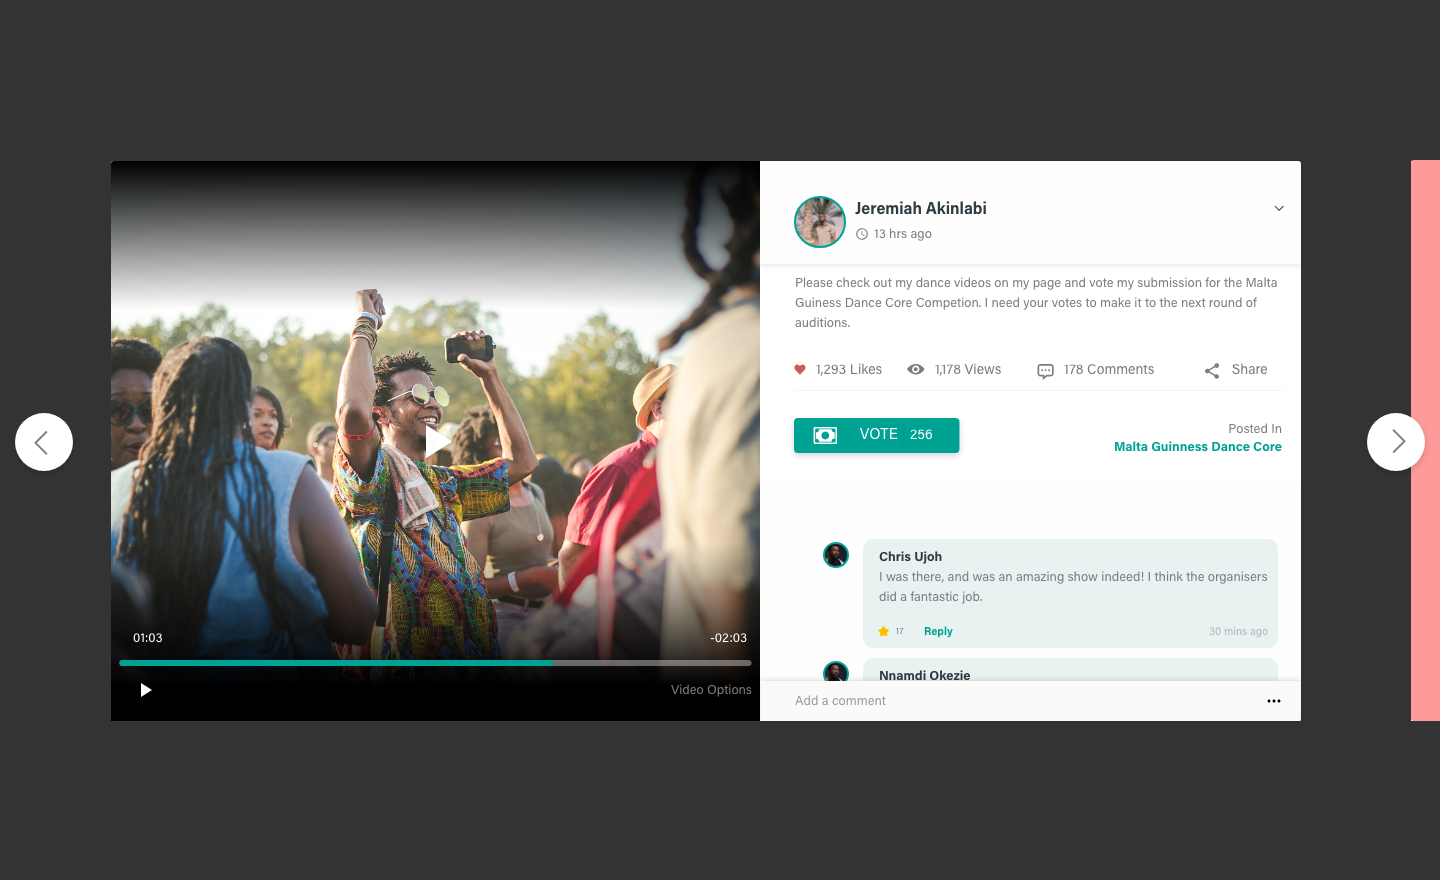 Jeremiah Akinlabi
13 hrs ago
Please check out my dance videos on my page and vote my submission for the Malta
Guiness Dance Core Competion. I need your votes to make it to the next round of
auditions.
1,293 Likes 1,178 Views 178 Comments Share
VOTE 256
Posted In
Malta Guinness Dance Core
Chris Ujoh
I was there, and was an amazing show indeed! I think the organisers
did a fantastic job.
17 Reply 30 mins ago
Nnamdi Okezie
Add a comment
01:03 -02:03
Video Options